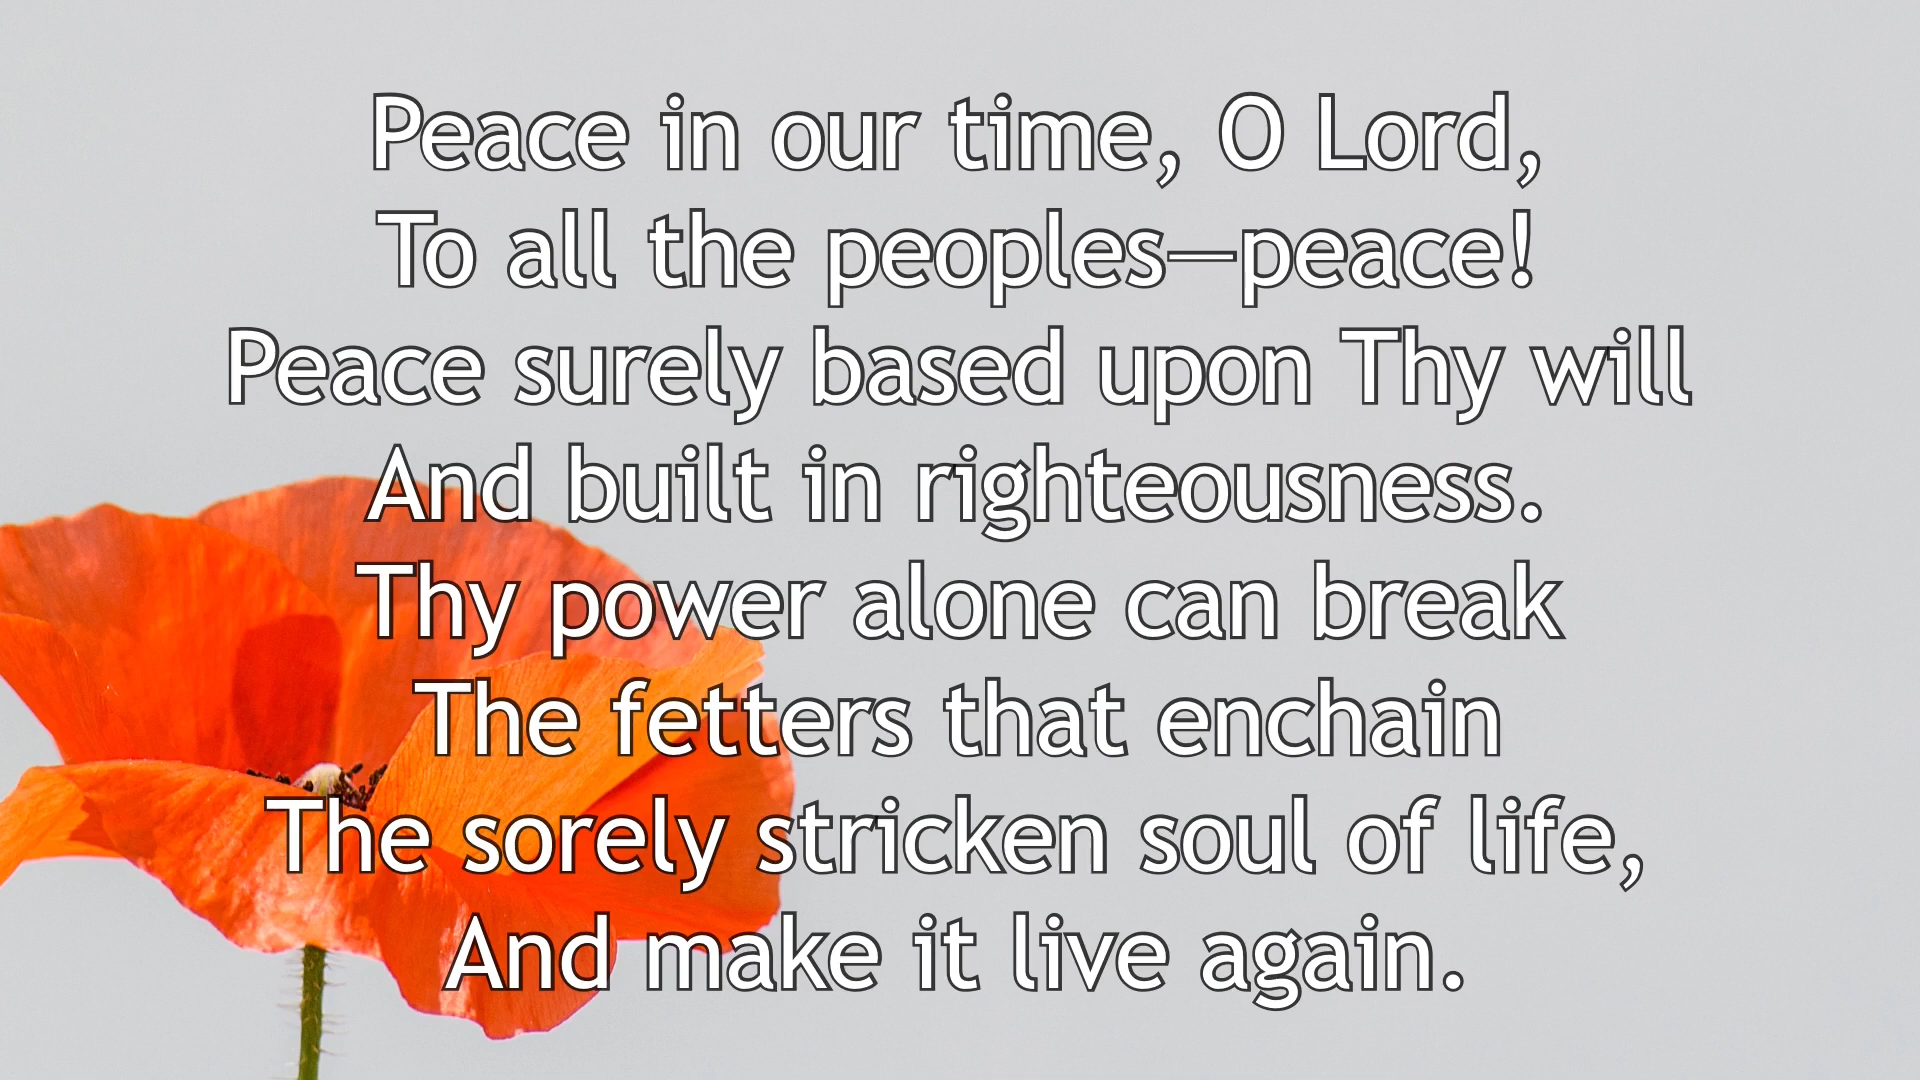 Peace in our time, O Lord,
To all the peoples—peace!
Peace surely based upon Thy will
And built in righteousness.
Thy power alone can break
The fetters that enchain
The sorely stricken soul of life,
And make it live again.